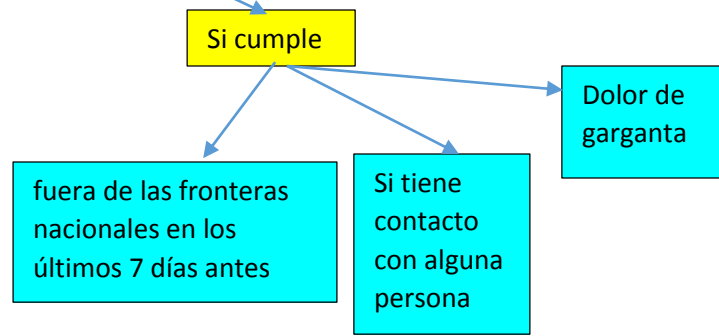 Si cumple
Dolor de
garganta
fuera de las fronteras
nacionales en los
últimos 7 días antes
Si tiene
contacto
con alguna
persona